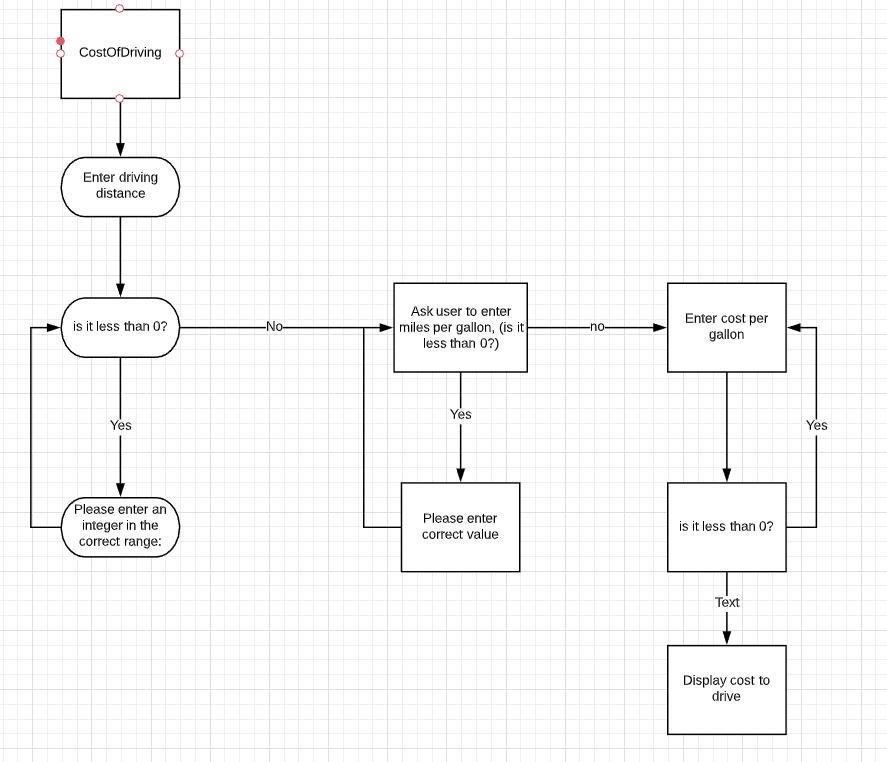 CostOfDriving
Enter driving
distance
is it less than 0?
No
Ask user to enter
miles per gallon, (is it
less than 0?)
no
Enter cost per
gallon
Yes
Yes
Yes
Please enter an
integer in the
correct range:
Please enter
correct value
is it less than 0?
Text
Display cost to
drive